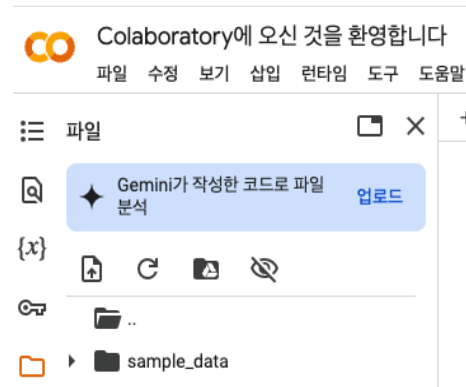 Colaboratory에 오신 것을 환영합니다
파일 수정 보기 삽입 런타임 도구 도움말
파일
Gemini가 작성한 코드로 파일
분석
업로드
{x}
..
sample_data